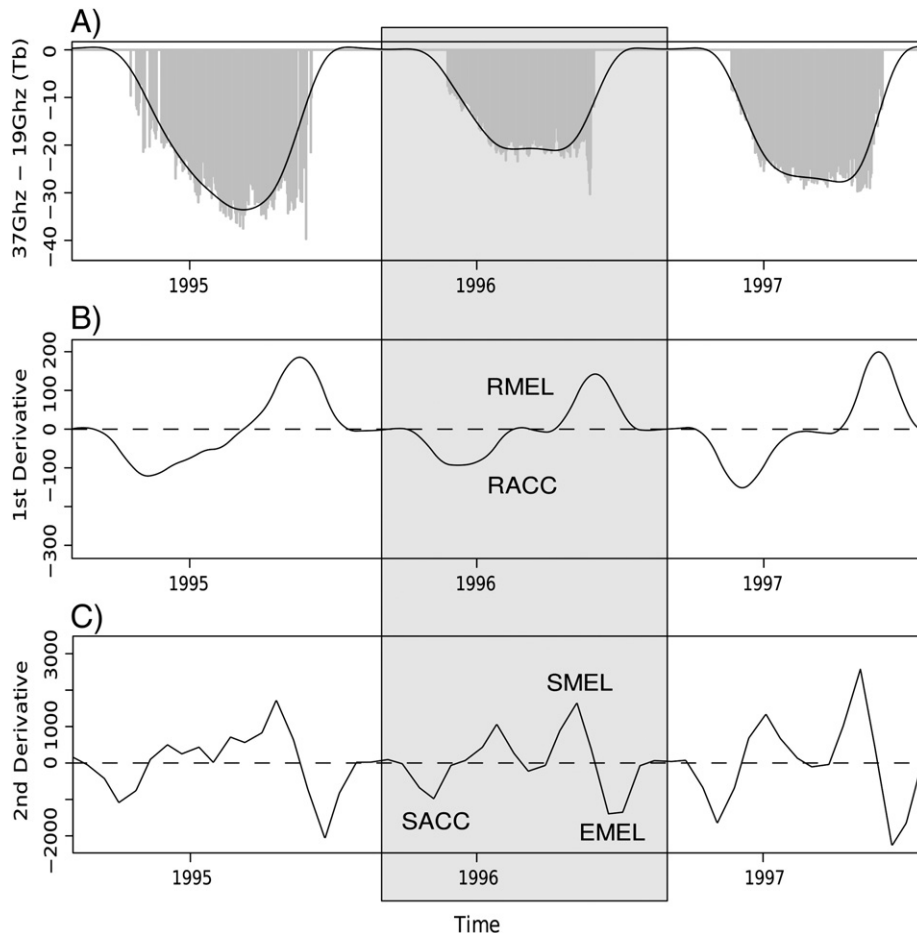 A)
37Ghz − 19Ghz (Tb)
0
−10
−20
−30
−40
1995
1996
1997
B)
1st Derivative
200
100
0
−100
−300
RMEL
RACC
1995
1996
1997
C)
2nd Derivative
3000
1000
0
−2000
SMEL
SACC
EMEL
1995
1996
1997
Time